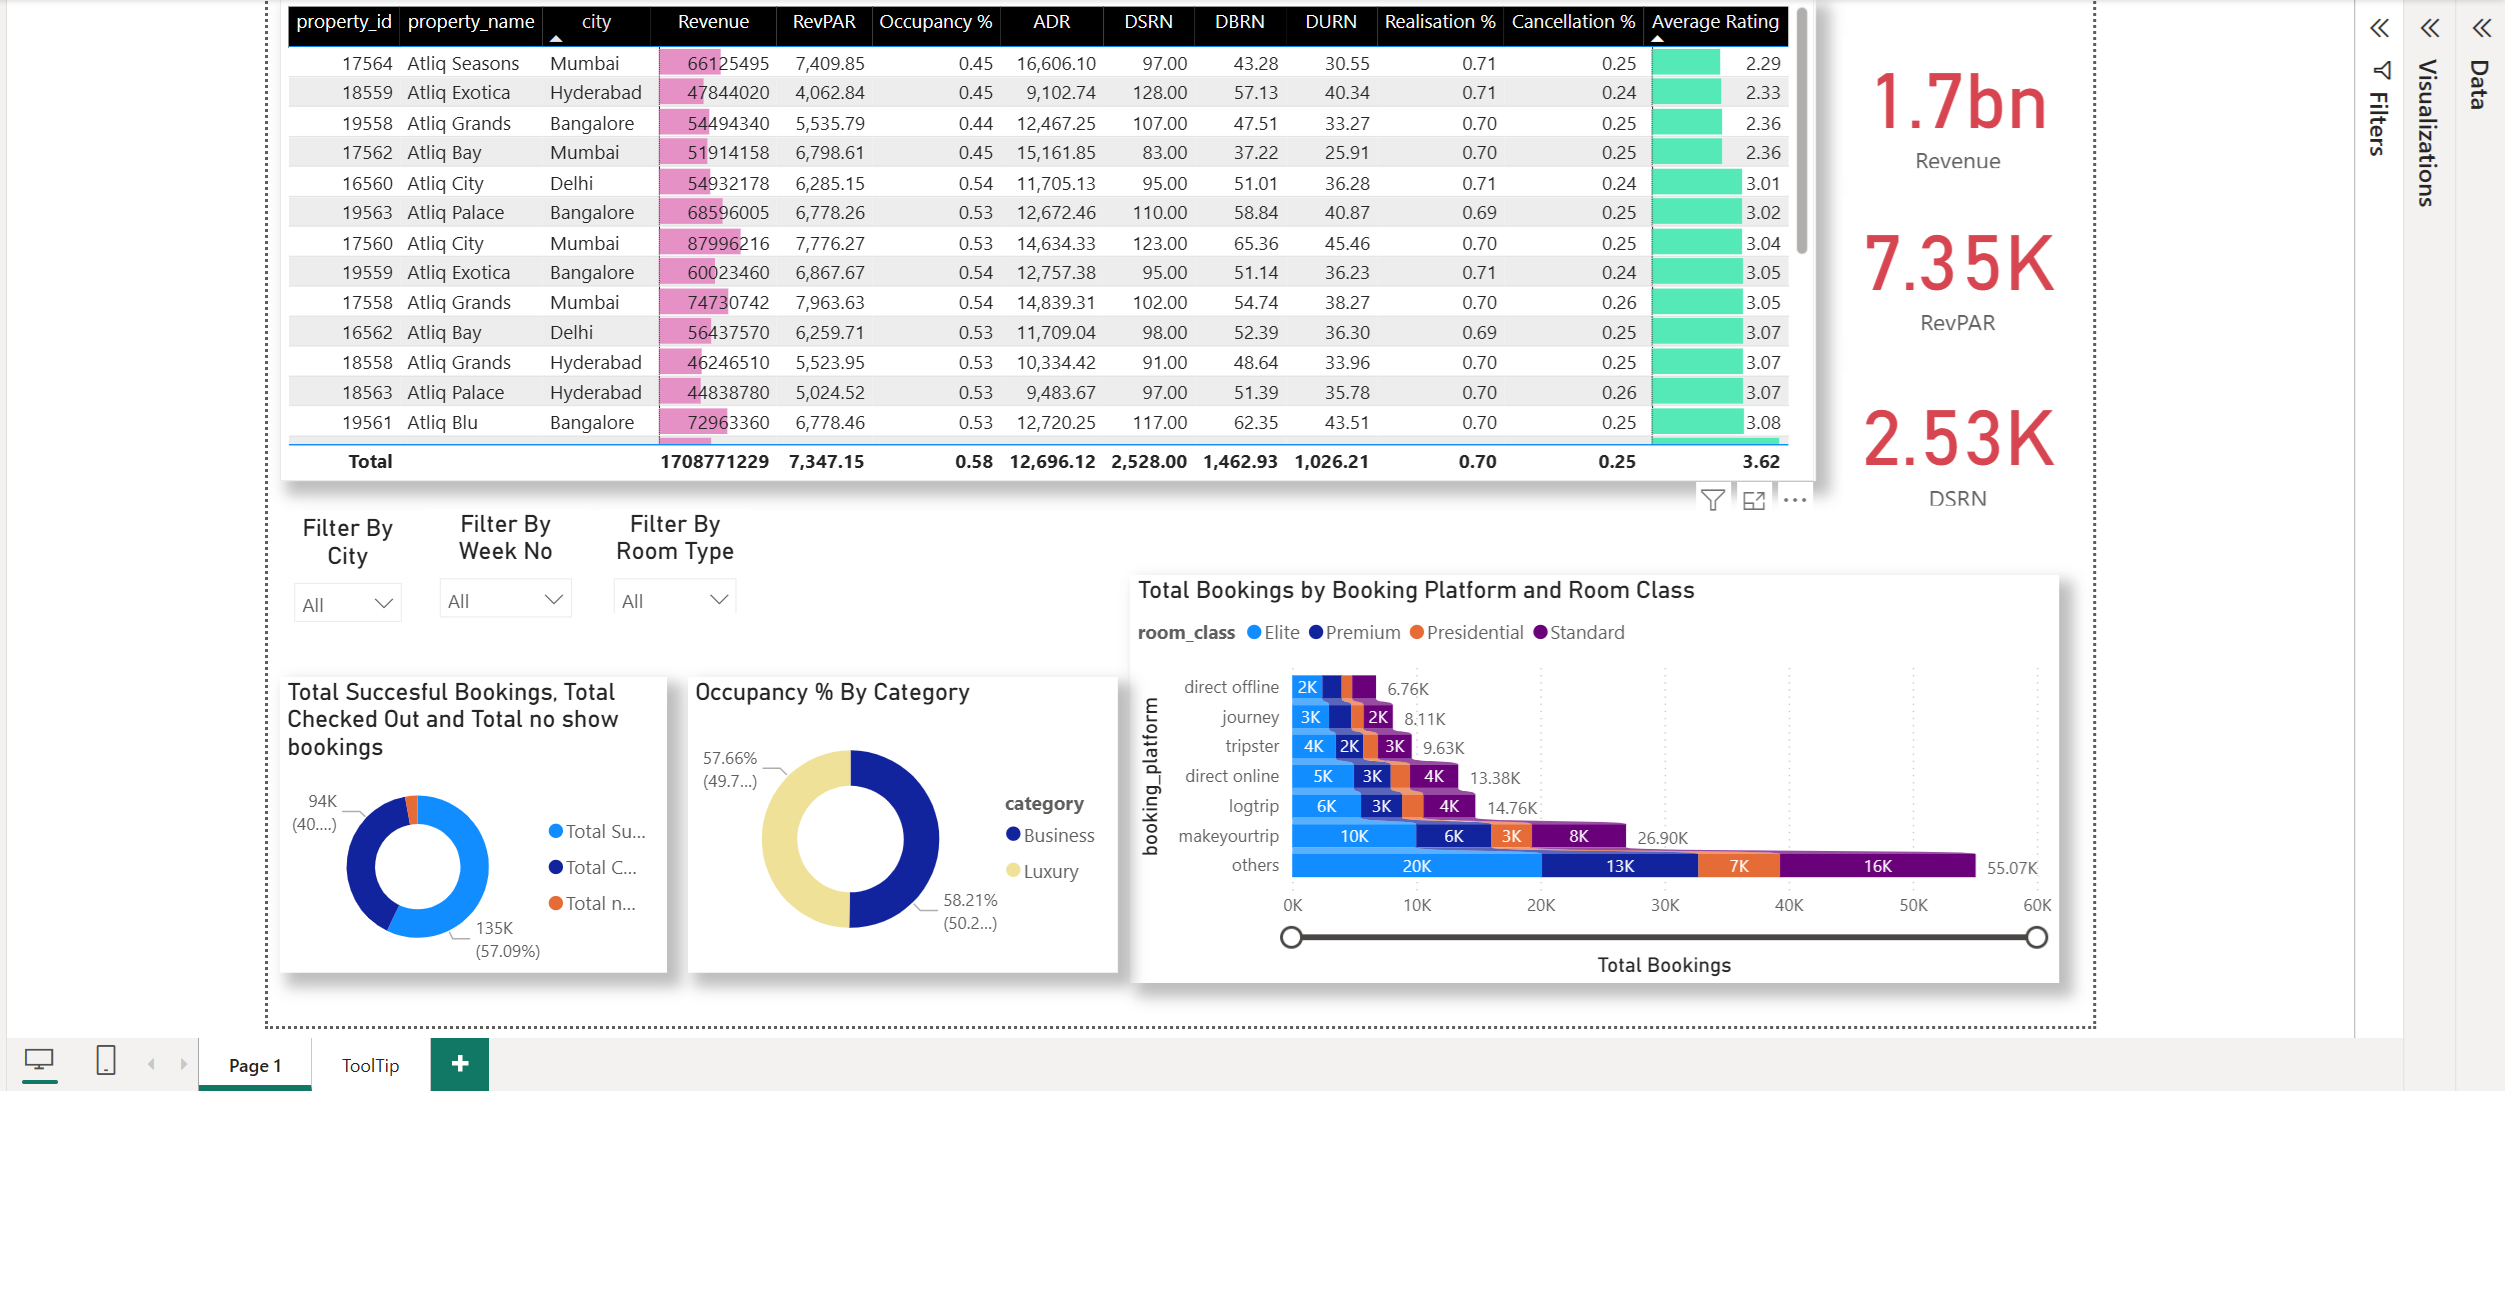 property_id property_name city Revenue RevPAR Occupancy % ADR DSRN DBRN DURN Realisation % Cancellation % Average Rating
17564 Atliq Seasons Mumbai 66125495 7,409.85 0.45 16,606.10 97.00 43.28 30.55 0.71 0.25 2.29
18559 Atliq Exotica Hyderabad 47844020 4,062.84 0.45 9,102.74 128.00 57.13 40.34 0.71 0.24 2.33
19558 Atliq Grands Bangalore 54494340 5,535.79 0.44 12,467.25 107.00 47.51 33.27 0.70 0.25 2.36
17562 Atliq Bay Mumbai 51914158 6,798.61 0.45 15,161.85 83.00 37.22 25.91 0.70 0.25 2.36
16560 Atliq City Delhi 54932178 6,285.15 0.54 11,705.13 95.00 51.01 36.28 0.71 0.24 3.01
19563 Atliq Palace Bangalore 68596005 6,778.26 0.53 12,672.46 110.00 58.84 40.87 0.69 0.25 3.02
17560 Atliq City Mumbai 87996216 7,776.27 0.53 14,634.33 123.00 65.36 45.46 0.70 0.25 3.04
19559 Atliq Exotica Bangalore 60023460 6,867.67 0.54 12,757.38 95.00 51.14 36.23 0.71 0.24 3.05
17558 Atliq Grands Mumbai 74730742 7,963.63 0.54 14,839.31 102.00 54.74 38.27 0.70 0.26 3.05
16562 Atliq Bay Delhi 56437570 6,259.71 0.53 11,709.04 98.00 52.39 36.30 0.69 0.25 3.07
18558 Atliq Grands Hyderabad 46246510 5,523.95 0.53 10,334.42 91.00 48.64 33.96 0.70 0.25 3.07
18563 Atliq Palace Hyderabad 44838780 5,024.52 0.53 9,483.67 97.00 51.39 35.78 0.70 0.26 3.07
19561 Atliq Blu Bangalore 72963360 6,778.46 0.53 12,720.25 117.00 62.35 43.51 0.70 0.25 3.08
Total 1708771229 7,347.15 0.58 12,696.12 2,528.00 1,462.93 1,026.21 0.70 0.25 3.62
1.7bn
Revenue
7.35K
RevPAR
2.53K
DSRN
Filters
Visualizations
Data
Filter By
City
All
Filter By
Week No
All
Filter By
Room Type
All
Total Succesful Bookings, Total
Checked Out and Total no show
bookings
94K
(40....)
135K
(57.09%)
Total Su...
Total C...
Total n...
Occupancy % By Category
57.66%
(49.7...)
58.21%
(50.2...)
category
Business
Luxury
Total Bookings by Booking Platform and Room Class
room_class Elite Premium Presidential Standard
booking_platform
direct offline 2K 6.76K
journey 3K 2K 8.11K
tripster 4K 2K 3K 9.63K
direct online 5K 3K 4K 13.38K
logtrip 6K 3K 4K 14.76K
makeyourtrip 10K 6K 3K 8K 26.90K
others 20K 13K 7K 16K 55.07K
0K 10K 20K 30K 40K 50K 60K
Total Bookings
Page 1 ToolTip +